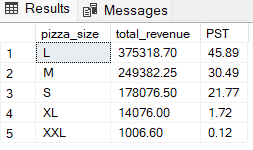 Results Messages
pizza_size total_revenue PST
1 L 375318.70 45.89
2 M 249382.25 30.49
3 S 178076.50 21.77
4 XL 14076.00 1.72
5 XXL 1006.60 0.12